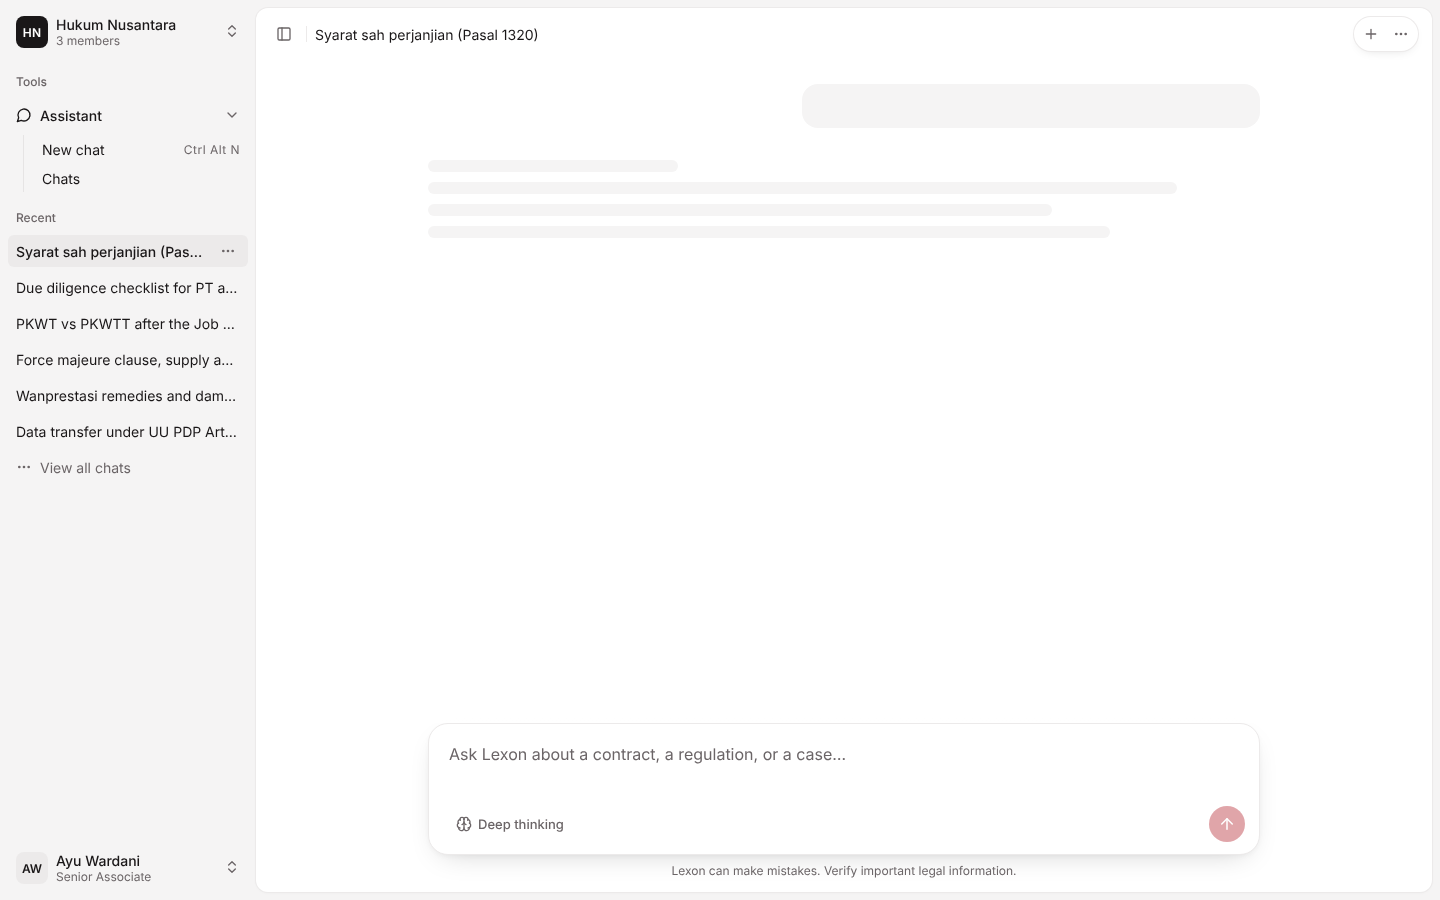 HN
Hukum Nusantara
3 members
Tools
Assistant
New chat Ctrl Alt N
Chats
Recent
Syarat sah perjanjian (Pas...
Due diligence checklist for PT a...
PKWT vs PKWTT after the Job ...
Force majeure clause, supply a...
Wanprestasi remedies and dam...
Data transfer under UU PDP Art...
View all chats
AW
Ayu Wardani
Senior Associate
Syarat sah perjanjian (Pasal 1320)
Ask Lexon about a contract, a regulation, or a case...
Deep thinking
Lexon can make mistakes. Verify important legal information.